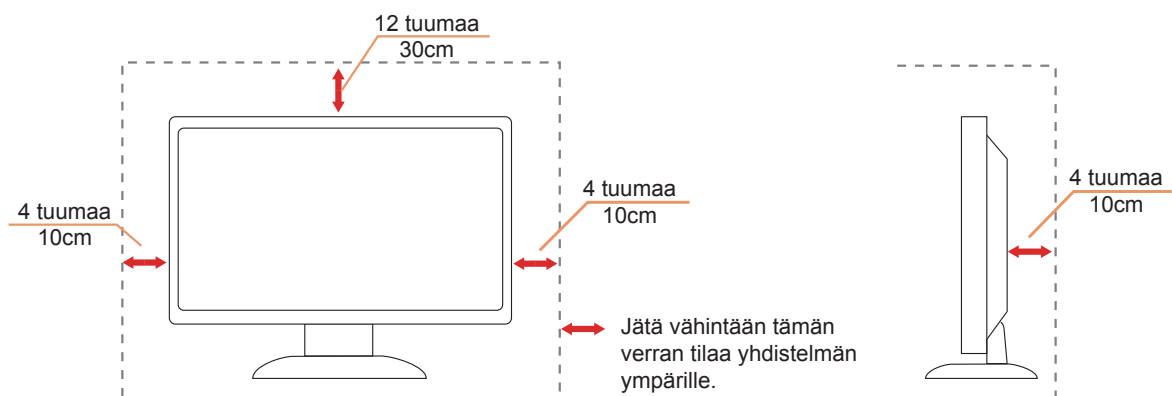 12 tuumaa
30cm
4 tuumaa
10cm
4 tuumaa
10cm
Jätä vähintään tämän
verran tilaa yhdistelmän
ympärille.
4 tuumaa
10cm